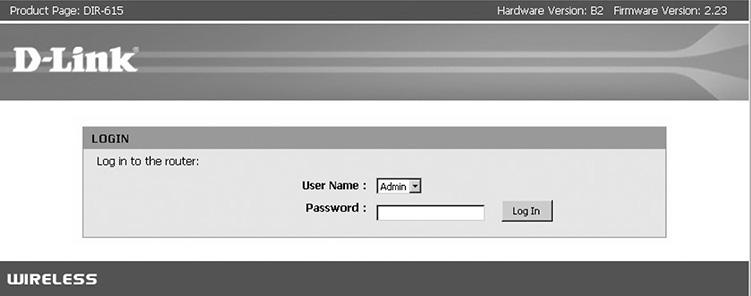 Product Page: DIR-615 Hardware Version: B2 Firmware Version: 2.23
D-Link
LOGIN
Log in to the router:
User Name : Admin
Password :
Log In
WIRELESS